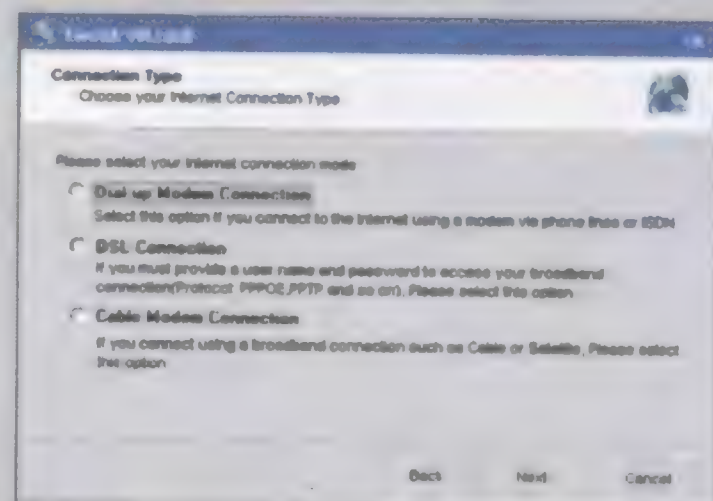 Connection Type
Choose your Internet Connection Type
Please select your Internet connection mode
Dial up Modem Connection
Select this option if you connect to the Internet using a modem via phone lines or ISDN
DSL Connection
If you must provide a user name and password to access your broadband
connection(Protocol PPPOE,PPTP and so on). Please select this option
Cable Modem Connection
If you connect using a broadband connection such as Cable or Satellite, Please select
this option
Back Next Cancel